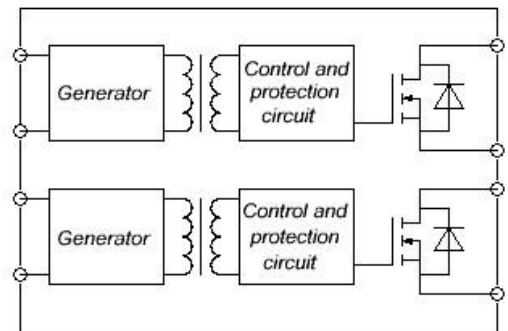 Generator
Control and
protection
circuit
Generator
Control and
protection
circuit